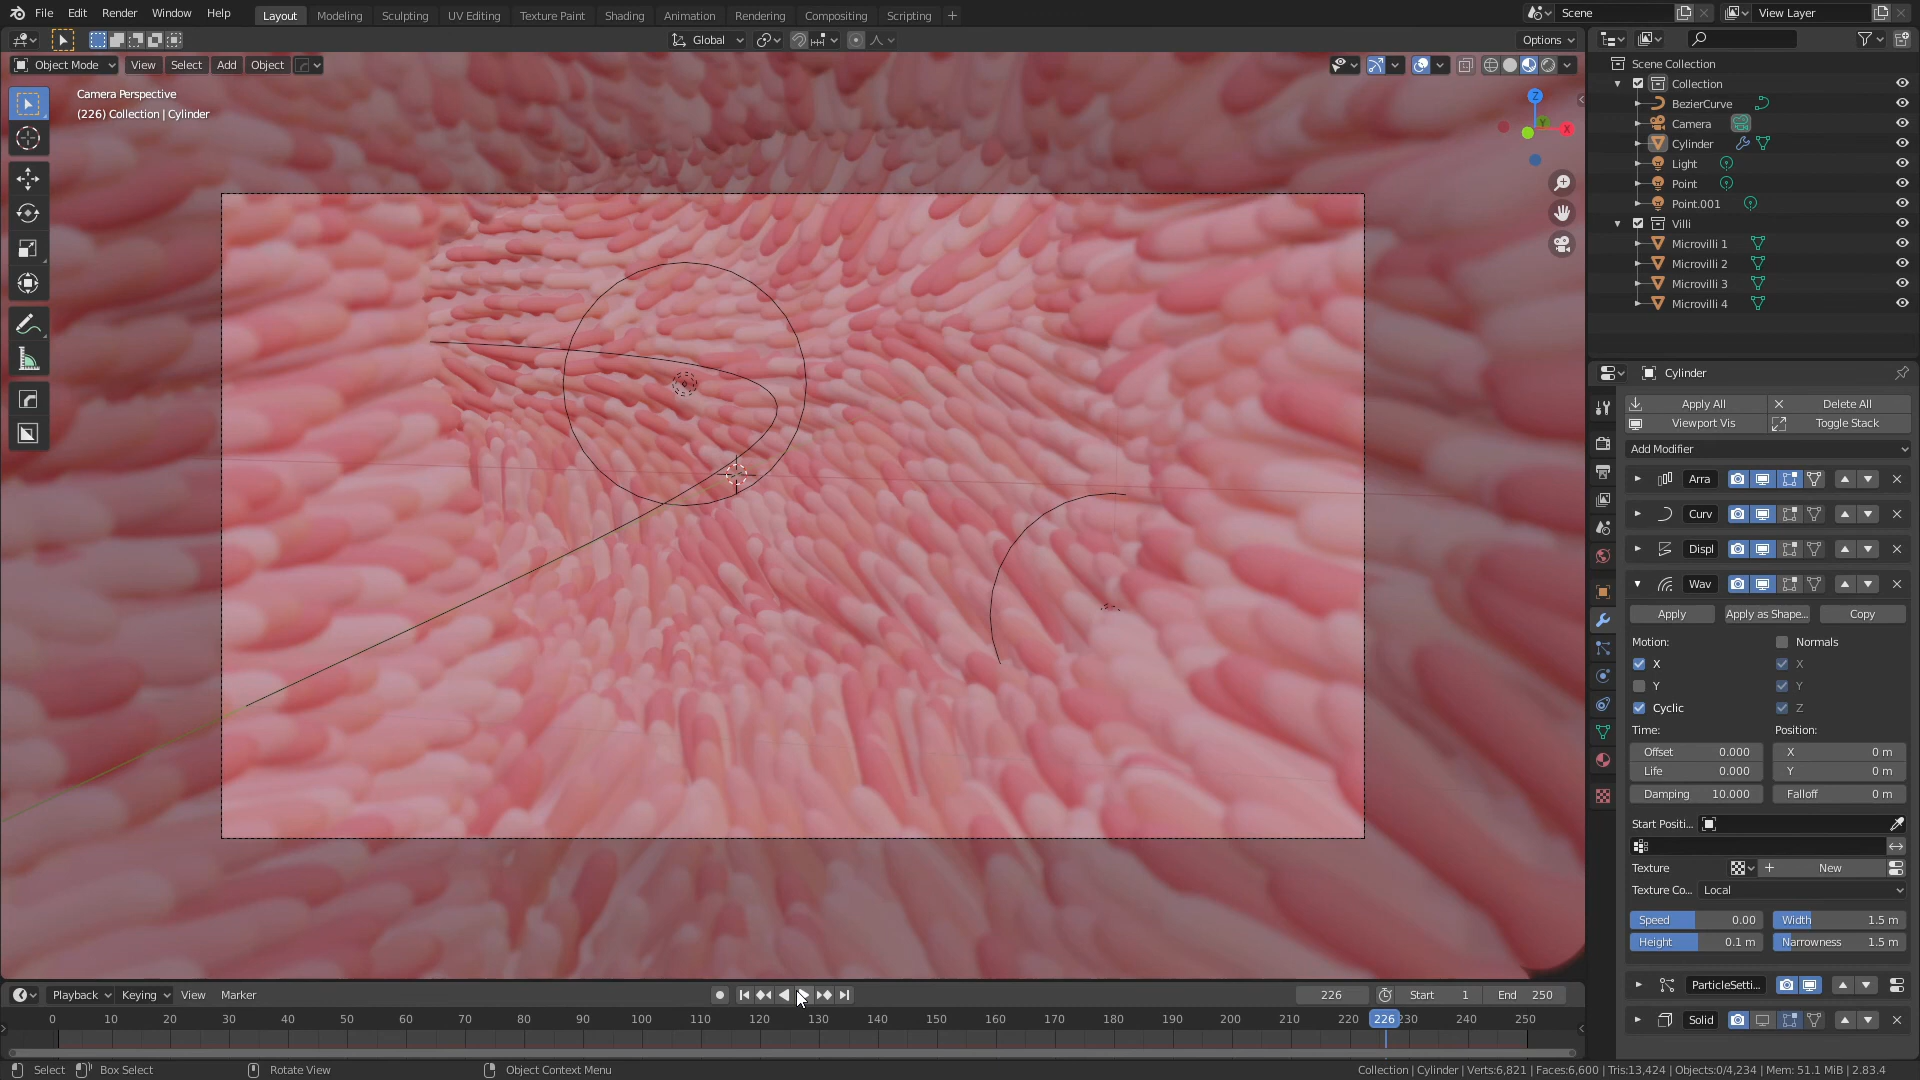 File Edit Render Window Help Layout Modeling Sculpting UV Editing Texture Paint Shading Animation Rendering Compositing Scripting + Scene View Layer
Global Options
Object Mode View Select Add Object
Camera Perspective
(226) Collection | Cylinder
Z
Y
X
Scene Collection
Collection
BezierCurve
Camera
Cylinder
Light
Point
Point.001
Villi
Microvilli 1
Microvilli 2
Microvilli 3
Microvilli 4
Cylinder
Apply All Delete All
Viewport Vis Toggle Stack
Add Modifier
Arra
Curv
Displ
Wav
Apply Apply as Shape... Copy
Motion: Normals
X X
Y Y
Cyclic Z
Time: Position:
Offset 0.000 X 0 m
Life 0.000 Y 0 m
Damping 10.000 Falloff 0 m
Start Positi...
Texture + New
Texture Co... Local
Speed 0.00 Width 1.5 m
Height 0.1 m Narrowness 1.5 m
ParticleSetti...
Solid
Playback Keying View Marker 226 Start 1 End 250
0 10 20 30 40 50 60 70 80 90 100 110 120 130 140 150 160 170 180 190 200 210 220 226 230 240 250
Select Box Select Rotate View Object Context Menu Collection | Cylinder | Verts:6,821 | Faces:6,600 | Tris:13,424 | Objects:0/4,234 | Mem: 51.1 MiB | 2.83.4